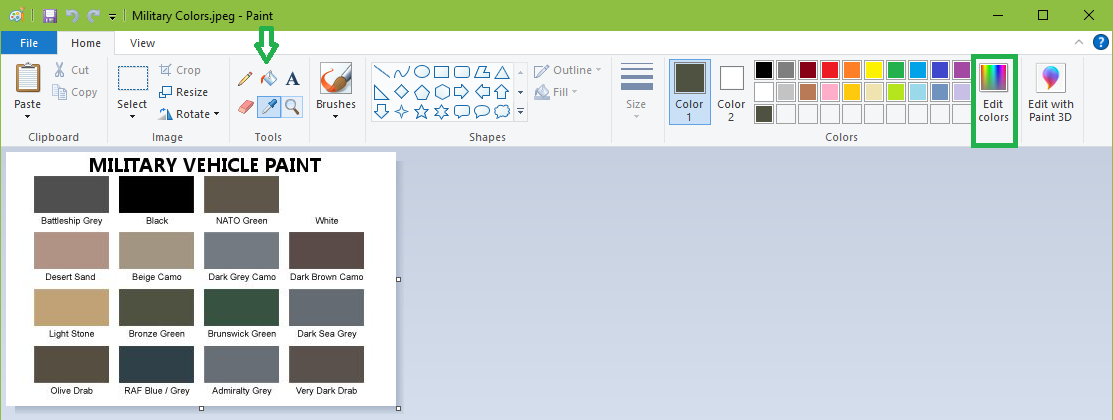 Military Colors.jpeg - Paint
File Home View
Paste
Cut
Copy
Clipboard
Select
Crop
Resize
Rotate
Image
A
Tools
Brushes
Outline
Fill
Shapes
Size
Color
1
Color
2
Colors
Edit
colors
Edit with
Paint 3D
?
MILITARY VEHICLE PAINT
Battleship Grey Black NATO Green White
Desert Sand Beige Camo Dark Grey Camo Dark Brown Camo
Light Stone Bronze Green Brunswick Green Dark Sea Grey
Olive Drab RAF Blue / Grey Admiralty Grey Very Dark Drab